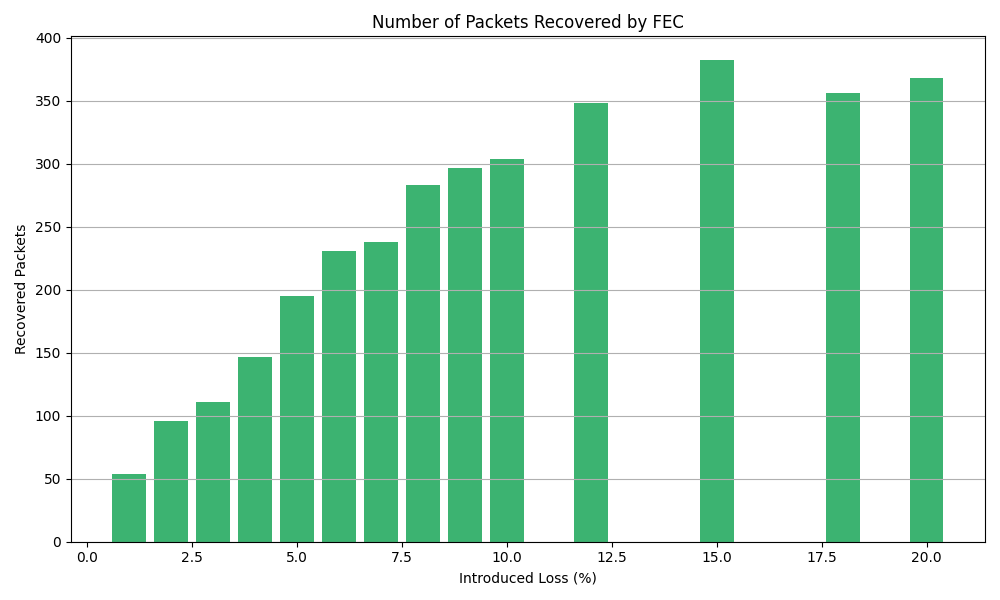 Number of Packets Recovered by FEC
Recovered Packets
400
350
300
250
200
150
100
50
0
0.0 2.5 5.0 7.5 10.0 12.5 15.0 17.5 20.0
Introduced Loss (%)